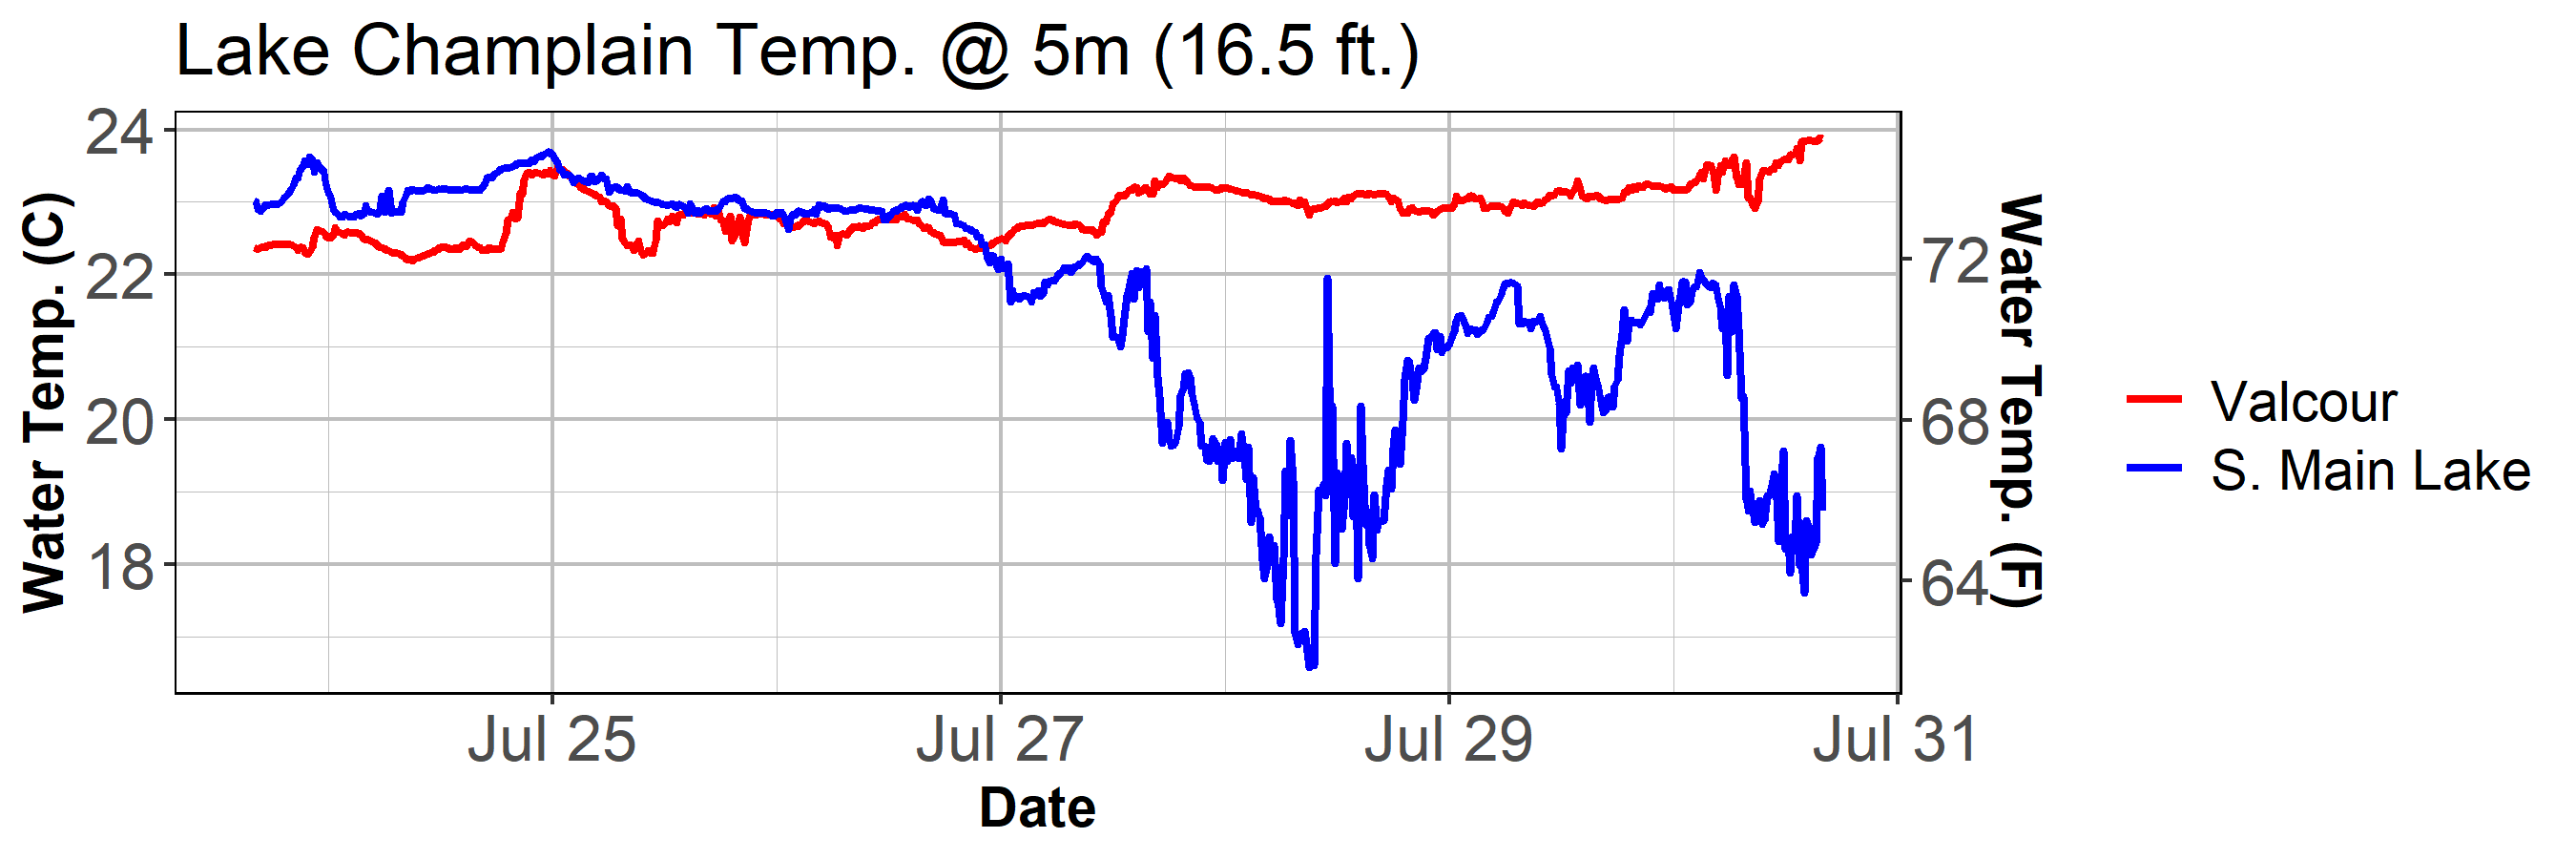 Lake Champlain Temp. @ 5m (16.5 ft.)
Water Temp. (C)
24
22
20
18
72
68
64
Water Temp. (F)
Valcour
S. Main Lake
Jul 25
Jul 27
Jul 29
Jul 31
Date